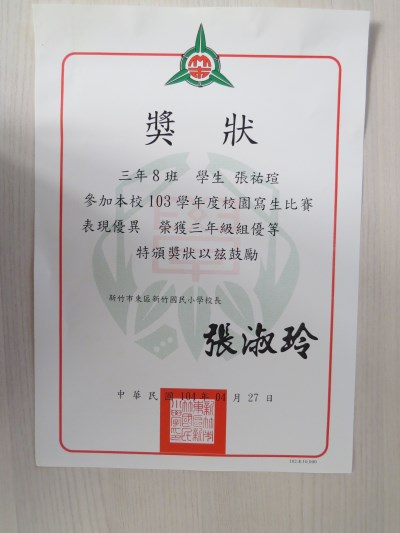 獎狀
三年8班 學生 張祐瑄
參加本校103學年度校園寫生比賽
表現優異 榮獲三年級組優等
特頒獎狀以茲鼓勵
新竹市東區新竹國民小學校長
張淑玲
中華民國104年04月27日